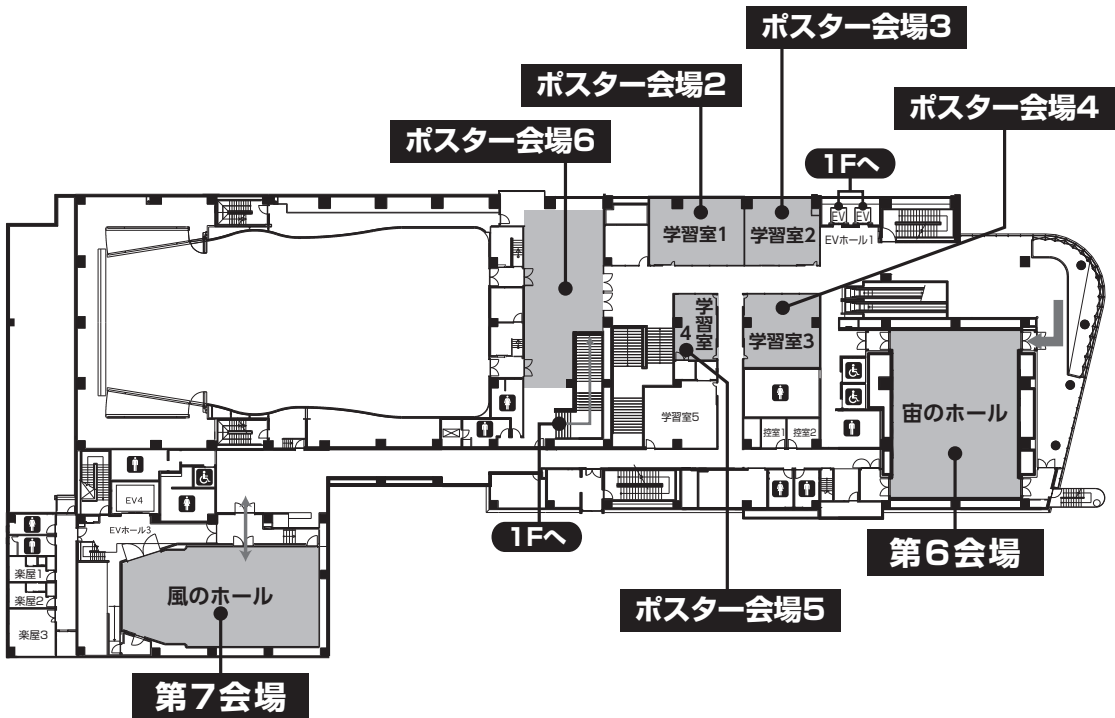 ポスター会場3
ポスター会場2
ポスター会場4
ポスター会場6
1Fへ
EV
EV
学習室1
学習室2
EVホール1
学習室
4
学習室3
宙のホール
学習室5
控室1
控室2
EV4
EVホール3
1Fへ
第6会場
楽屋1
楽屋2
楽屋3
風のホール
ポスター会場5
第7会場